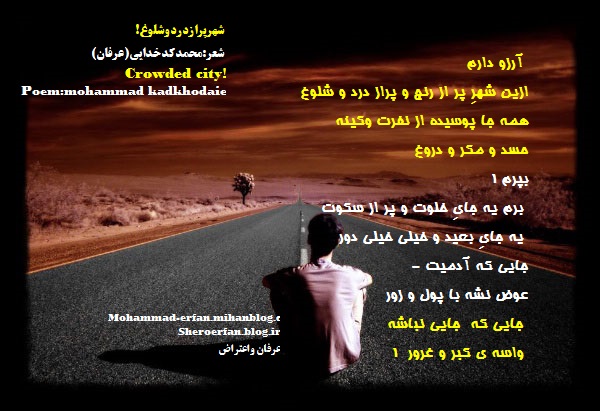 شهرپرازدردوشلوغ!
شعر:محمدکدخدایی(عرفان)
Crowded city!
Poem:mohammad kadkhodaie
آرزو دارم
ازین شهرِ پر از رنج و پراز درد و شلوغ
همه جا پوسیده از نفرت وکینه
حسد و مکر و دروغ
بپرم !
برم یه جایِ خلوت و پر از سکوت
یه جایِ بعید و خیلی خیلی دور
جایی که آدمیت -
عوض نشه با پول و زور
جایی که جایی نباشه
واسه ی کبر و غرور !
Mohammad-erfan.mihanblog.c
Sheroerfan.blog.ir
عرفان واعتراض